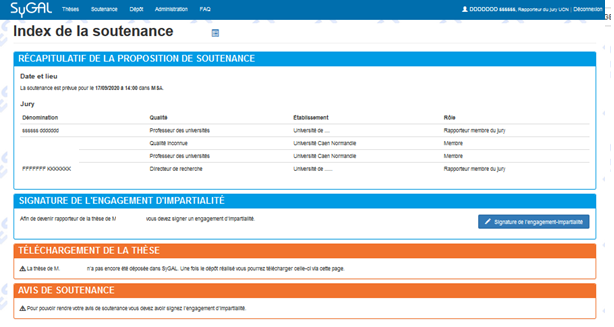 SyGAL Thèses Soutenance Dépôt Administration FAQ DDDDDDD ssssss, Rapporteur du jury UCN | Déconnexion
Index de la soutenance
RÉCAPITULATIF DE LA PROPOSITION DE SOUTENANCE
Date et lieu
La soutenance est prévue pour le 17/09/2020 à 14:00 dans MSA.
Jury
Dénomination Qualité Etablissement Rôle
ssssss ddddddd Professeur des universités Université de ... Rapporteur membre du jury
Qualité inconnue Université Caen Normandie Membre
Professeur des universités Université Caen Normandie Membre
FFFFFFF KKKKKKK Directeur de recherche Université de ...... Rapporteur membre du jury
SIGNATURE DE L'ENGAGEMENT D'IMPARTIALITÉ
Afin de devenir rapporteur de la thèse de M vous devez signer un engagement d'impartialité.
Signature de l'engagement-impartialité
TÉLÉCHARGEMENT DE LA THÈSE
La thèse de M. n'a pas encore été déposée dans SyGAL. Une fois le dépôt réalisé vous pourrez télécharger celle-ci via cette page.
AVIS DE SOUTENANCE
Pour pouvoir rendre votre avis de soutenance vous devez avoir signez l'engagement d'impartialité.